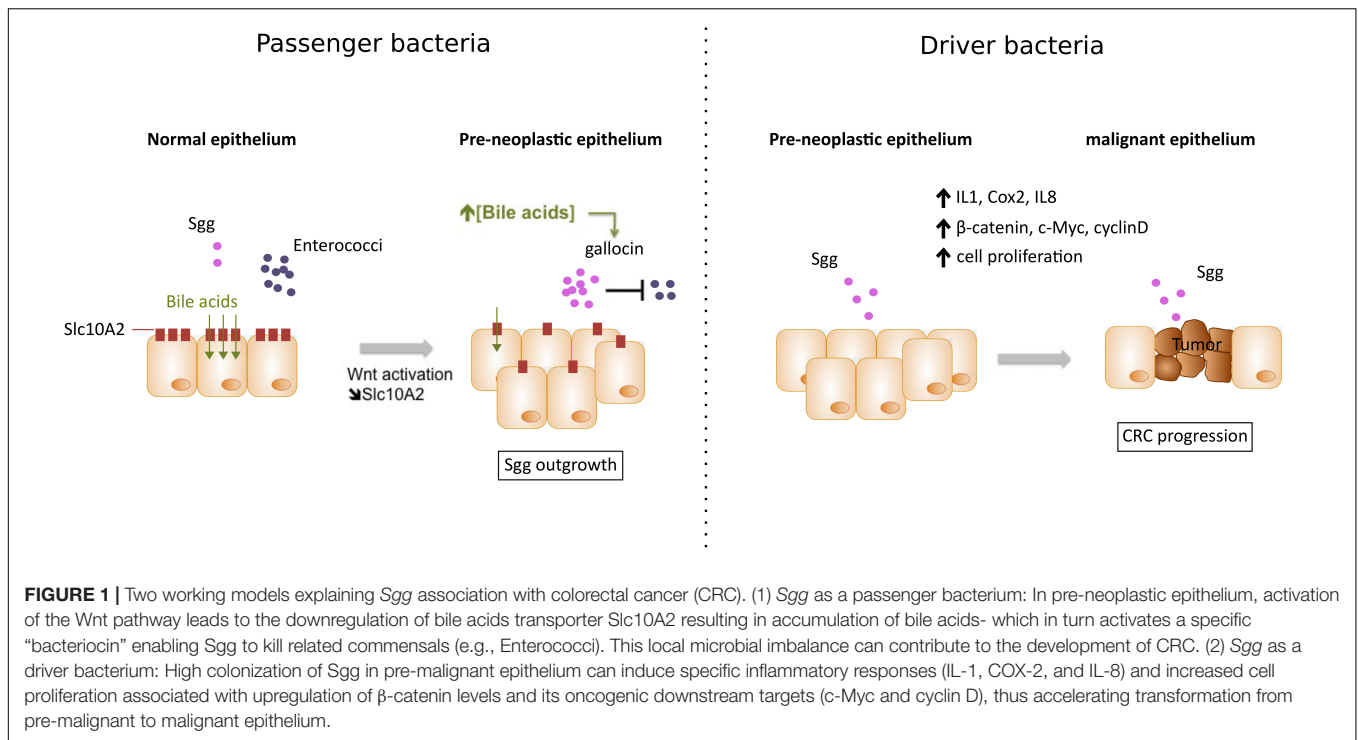 Passenger bacteria
Driver bacteria
Normal epithelium
Pre-neoplastic epithelium
Pre-neoplastic epithelium
malignant epithelium
Sgg
Enterococci
Bile acids
Slc10A2
Wnt activation
↘Slc10A2
↑[Bile acids]
gallocin
Sgg outgrowth
↑ IL1, Cox2, IL8
↑ β-catenin, c-Myc, cyclinD
↑ cell proliferation
Sgg
Sgg
Tumor
CRC progression
FIGURE 1 | Two working models explaining Sgg association with colorectal cancer (CRC). (1) Sgg as a passenger bacterium: In pre-neoplastic epithelium, activation
of the Wnt pathway leads to the downregulation of bile acids transporter Slc10A2 resulting in accumulation of bile acids- which in turn activates a specific
“bacteriocin” enabling Sgg to kill related commensals (e.g., Enterococci). This local microbial imbalance can contribute to the development of CRC. (2) Sgg as a
driver bacterium: High colonization of Sgg in pre-malignant epithelium can induce specific inflammatory responses (IL-1, COX-2, and IL-8) and increased cell
proliferation associated with upregulation of β-catenin levels and its oncogenic downstream targets (c-Myc and cyclin D), thus accelerating transformation from
pre-malignant to malignant epithelium.